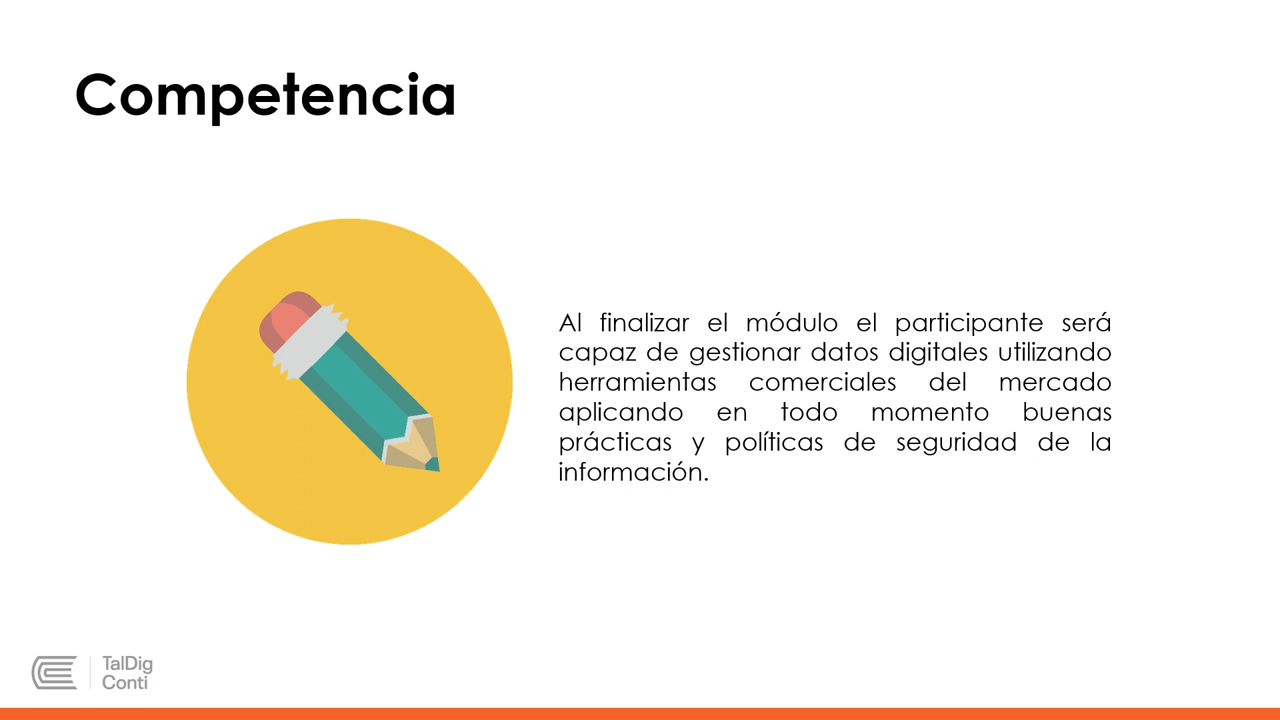 Competencia
Al finalizar el módulo el participante será
capaz de gestionar datos digitales utilizando
herramientas comerciales del mercado
aplicando en todo momento buenas
prácticas y políticas de seguridad de la
información.
TalDig
Conti